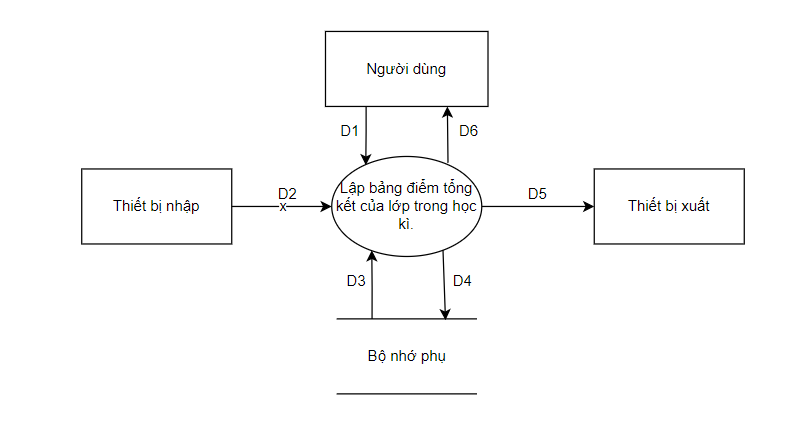 Người dùng
D1
D6
Thiết bị nhập
D2
x
Lập bảng điểm tổng
kết của lớp trong học
kì.
D5
Thiết bị xuất
D3
D4
Bộ nhớ phụ